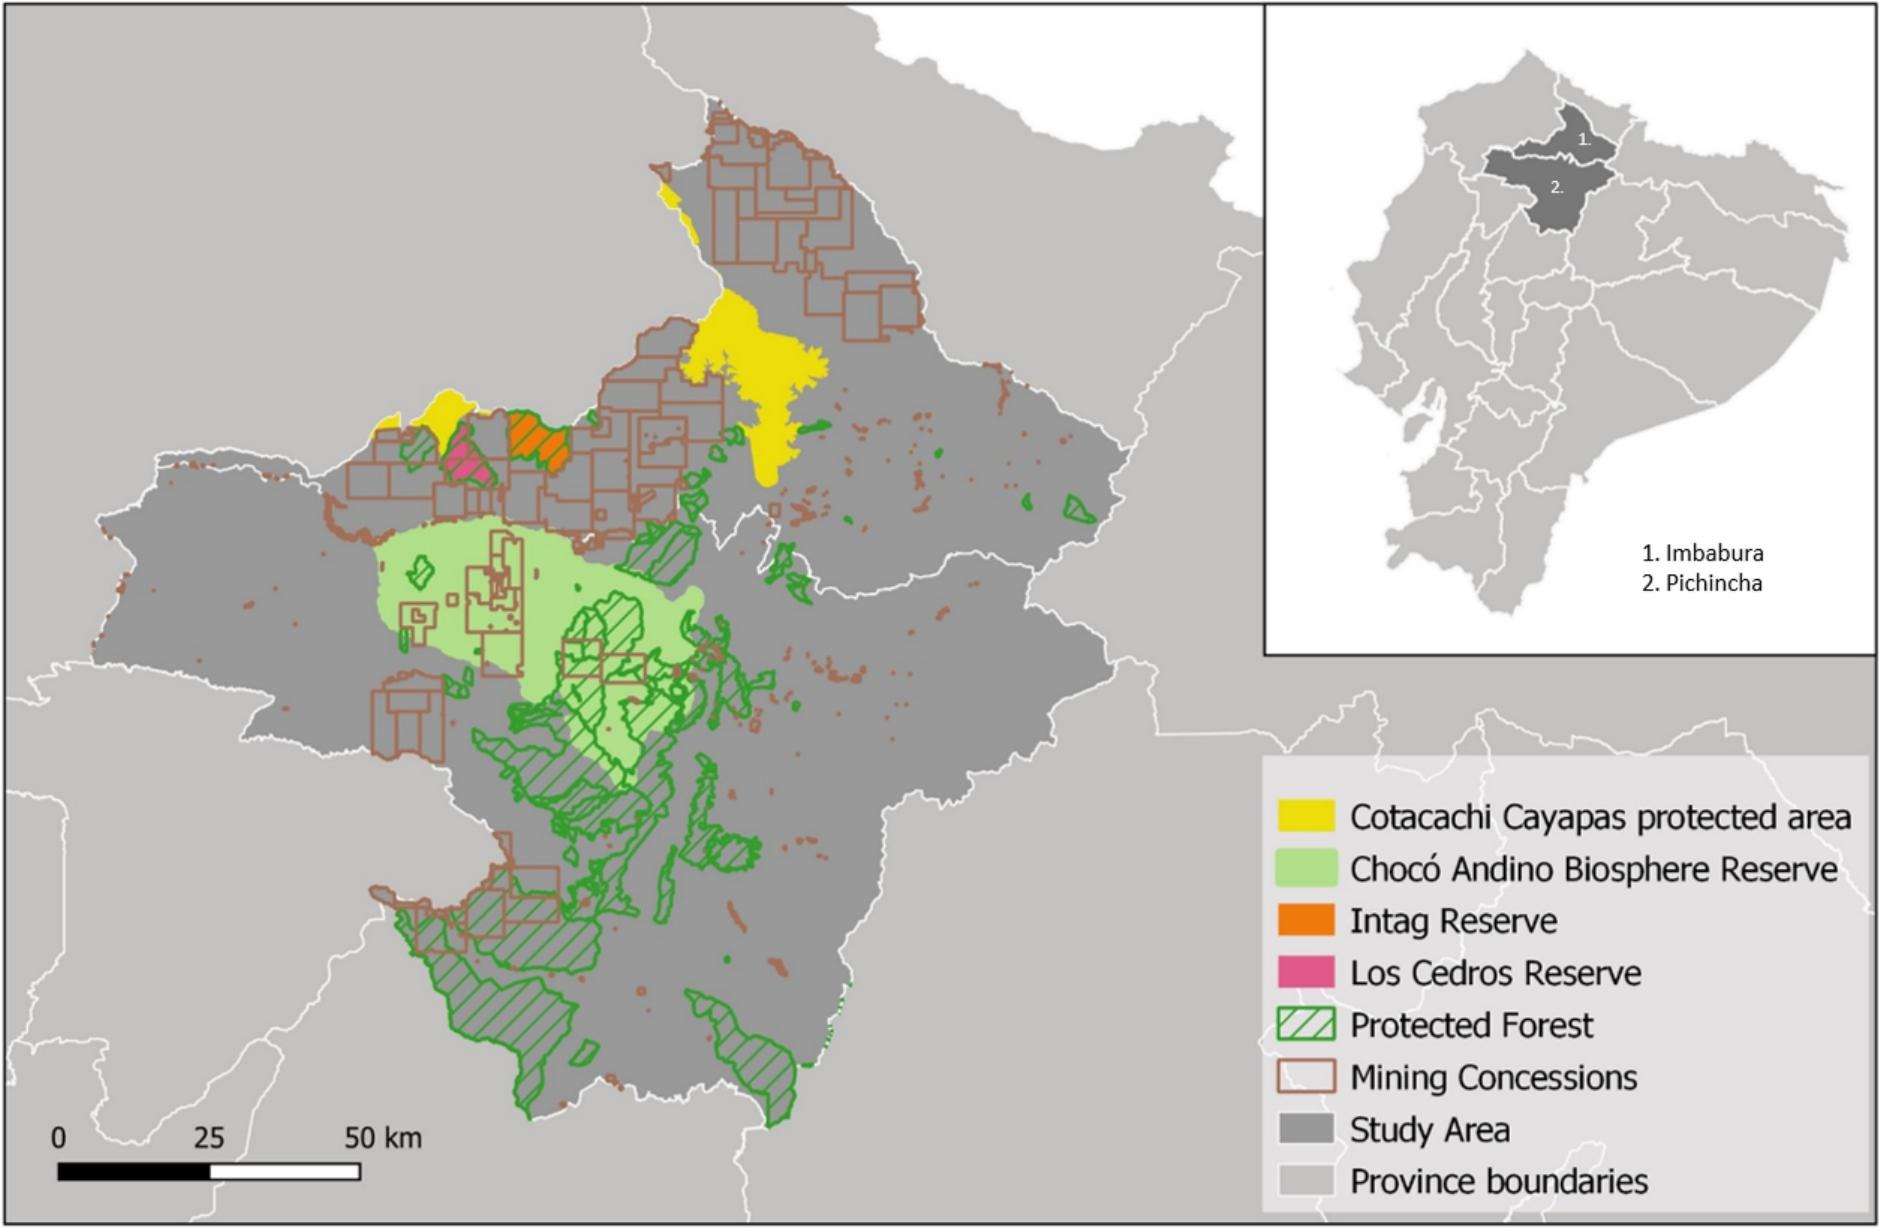 1.
2.
1. Imbabura
2. Pichincha
Cotacachi Cayapas protected area
Chocó Andino Biosphere Reserve
Intag Reserve
Los Cedros Reserve
Protected Forest
Mining Concessions
Study Area
Province boundaries
0 25 50 km